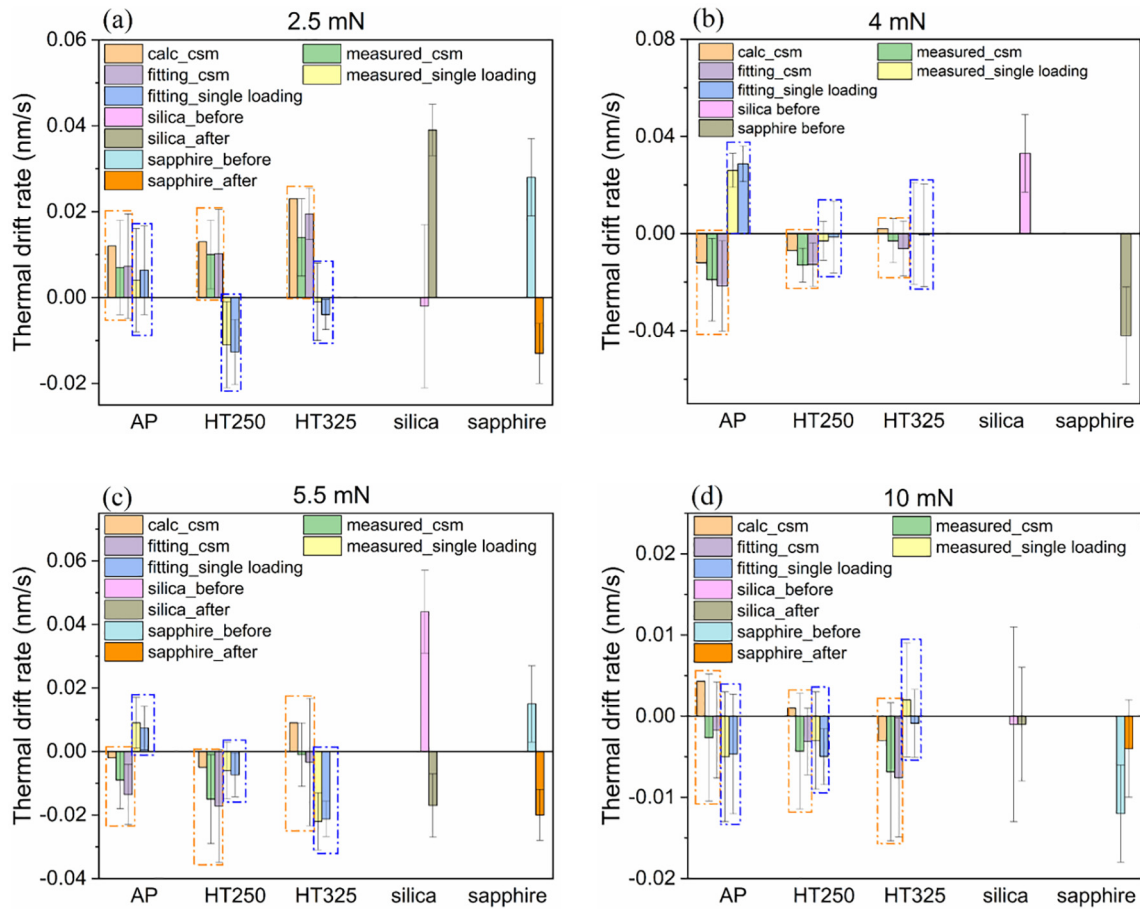 (a) 2.5 mN
Thermal drift rate (nm/s)
0.06
0.04
0.02
0.00
-0.02
calc_csm
fitting_csm
fitting_single loading
silica_before
silica_after
sapphire_before
sapphire_after
measured_csm
measured_single loading
AP HT250 HT325 silica sapphire
(b) 4 mN
Thermal drift rate (nm/s)
0.08
0.04
0.00
-0.04
calc_csm
fitting_csm
fitting_single loading
silica before
sapphire before
measured_csm
measured_single loading
AP HT250 HT325 silica sapphire
(c) 5.5 mN
Thermal drift rate (nm/s)
0.06
0.04
0.02
0.00
-0.02
-0.04
calc_csm
fitting_csm
fitting_single loading
silica_before
silica_after
sapphire_before
sapphire_after
measured_csm
measured_single loading
AP HT250 HT325 silica sapphire
(d) 10 mN
Thermal drift rate (nm/s)
0.02
0.01
0.00
-0.01
-0.02
calc_csm
fitting_csm
fitting_single loading
silica_before
silica_after
sapphire_before
sapphire_after
measured_csm
measured_single loading
AP HT250 HT325 silica sapphire